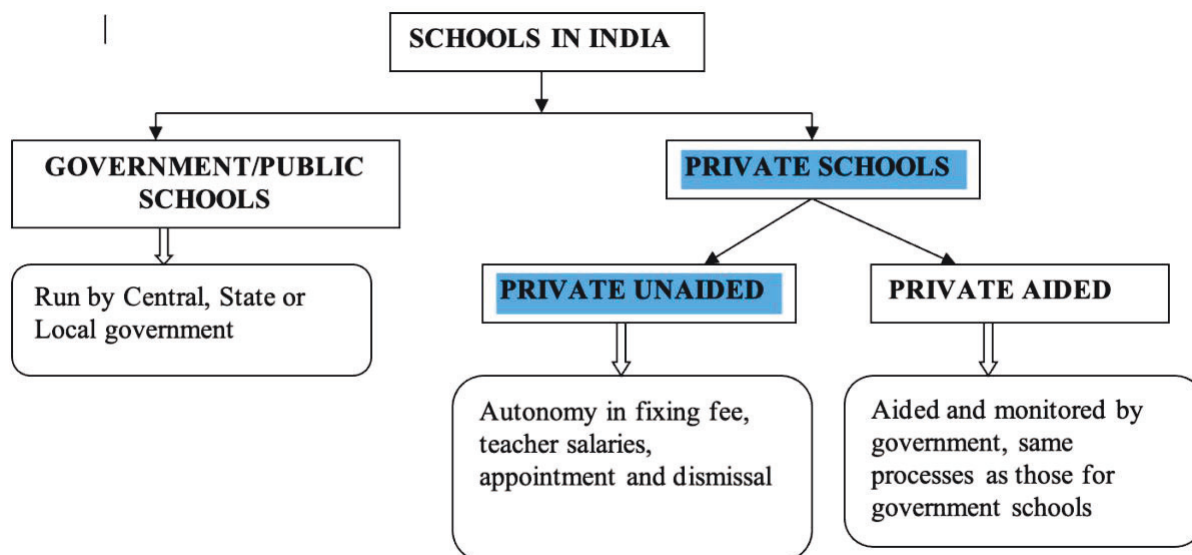 SCHOOLS IN INDIA
GOVERNMENT/PUBLIC
SCHOOLS
PRIVATE SCHOOLS
Run by Central, State or
Local government
PRIVATE UNAIDED
PRIVATE AIDED
Autonomy in fixing fee,
teacher salaries,
appointment and dismissal
Aided and monitored by
government, same
processes as those for
government schools